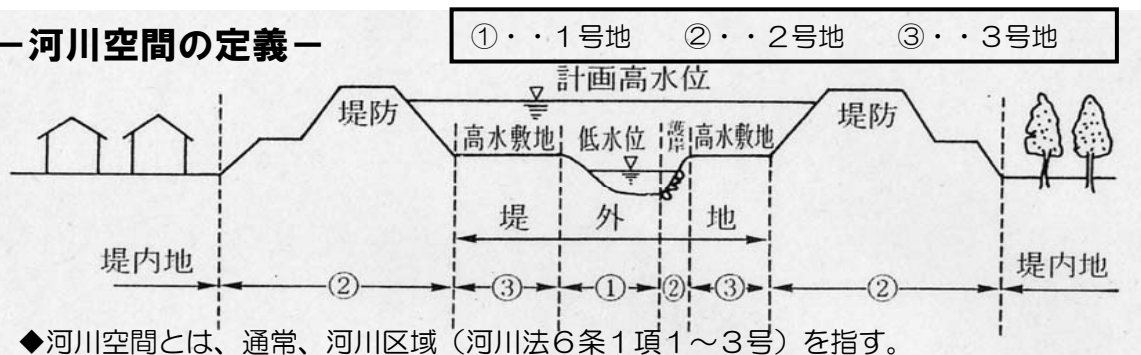 －河川空間の定義－
①・・１号地　②・・２号地　③・・３号地
計画高水位
堤防
高水敷地
低水位
護岸
高水敷地
堤防
堤外地
堤内地
②
③
①
②
③
②
堤内地
◆河川空間とは、通常、河川区域（河川法６条１項１～３号）を指す。